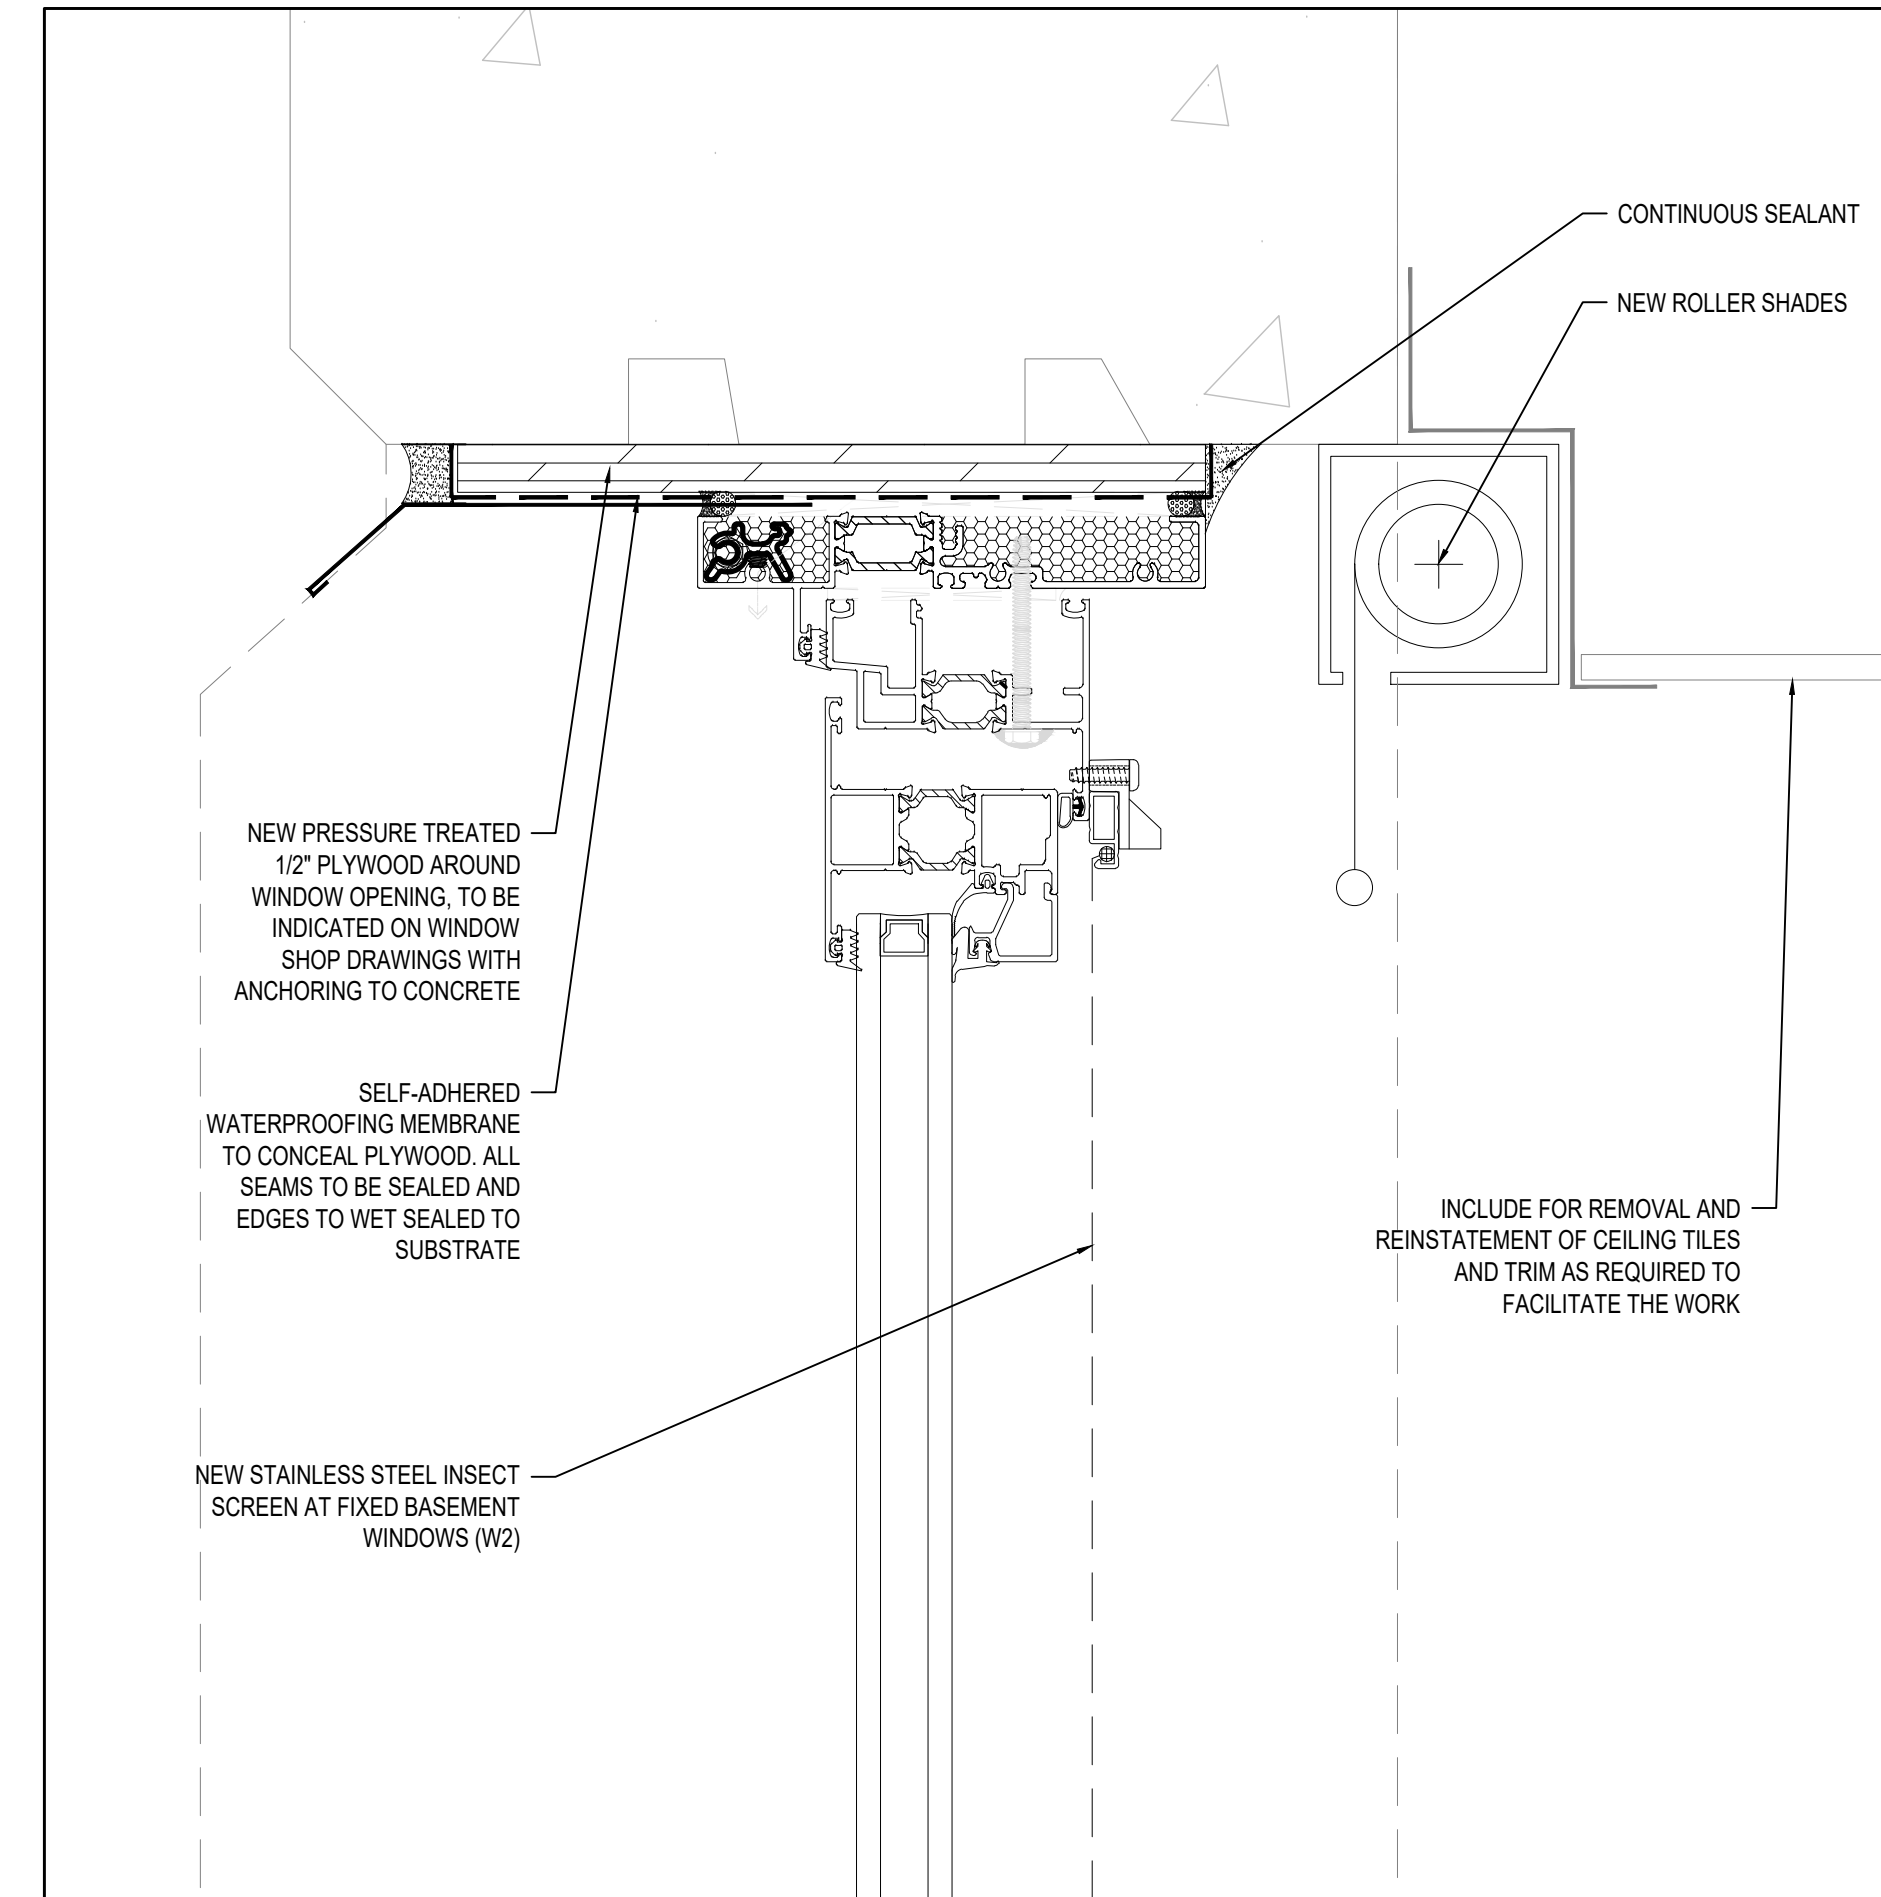 CONTINUOUS SEALANT
NEW ROLLER SHADES
NEW PRESSURE TREATED
1/2" PLYWOOD AROUND
WINDOW OPENING, TO BE
INDICATED ON WINDOW
SHOP DRAWINGS WITH
ANCHORING TO CONCRETE
SELF-ADHERED
WATERPROOFING MEMBRANE
TO CONCEAL PLYWOOD. ALL
SEAMS TO BE SEALED AND
EDGES TO WET SEALED TO
SUBSTRATE
INCLUDE FOR REMOVAL AND
REINSTATEMENT OF CEILING TILES
AND TRIM AS REQUIRED TO
FACILITATE THE WORK
NEW STAINLESS STEEL INSECT
SCREEN AT FIXED BASEMENT
WINDOWS (W2)